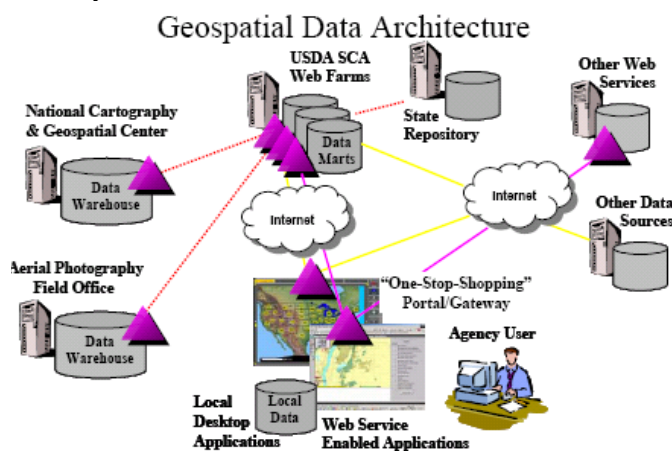 Geospatial Data Architecture
USDA SCA
Web Farms
Other Web
Services
National Cartography
& Geospatial Center
State
Repository
Data
Marts
Data
Warehouse
Internet
Internet
Other Data
Sources
Aerial Photography
Field Office
"One-Stop-Shopping"
Portal/Gateway
Data
Warehouse
Agency User
Local
Data
Local
Desktop
Applications
Web Service
Enabled Applications